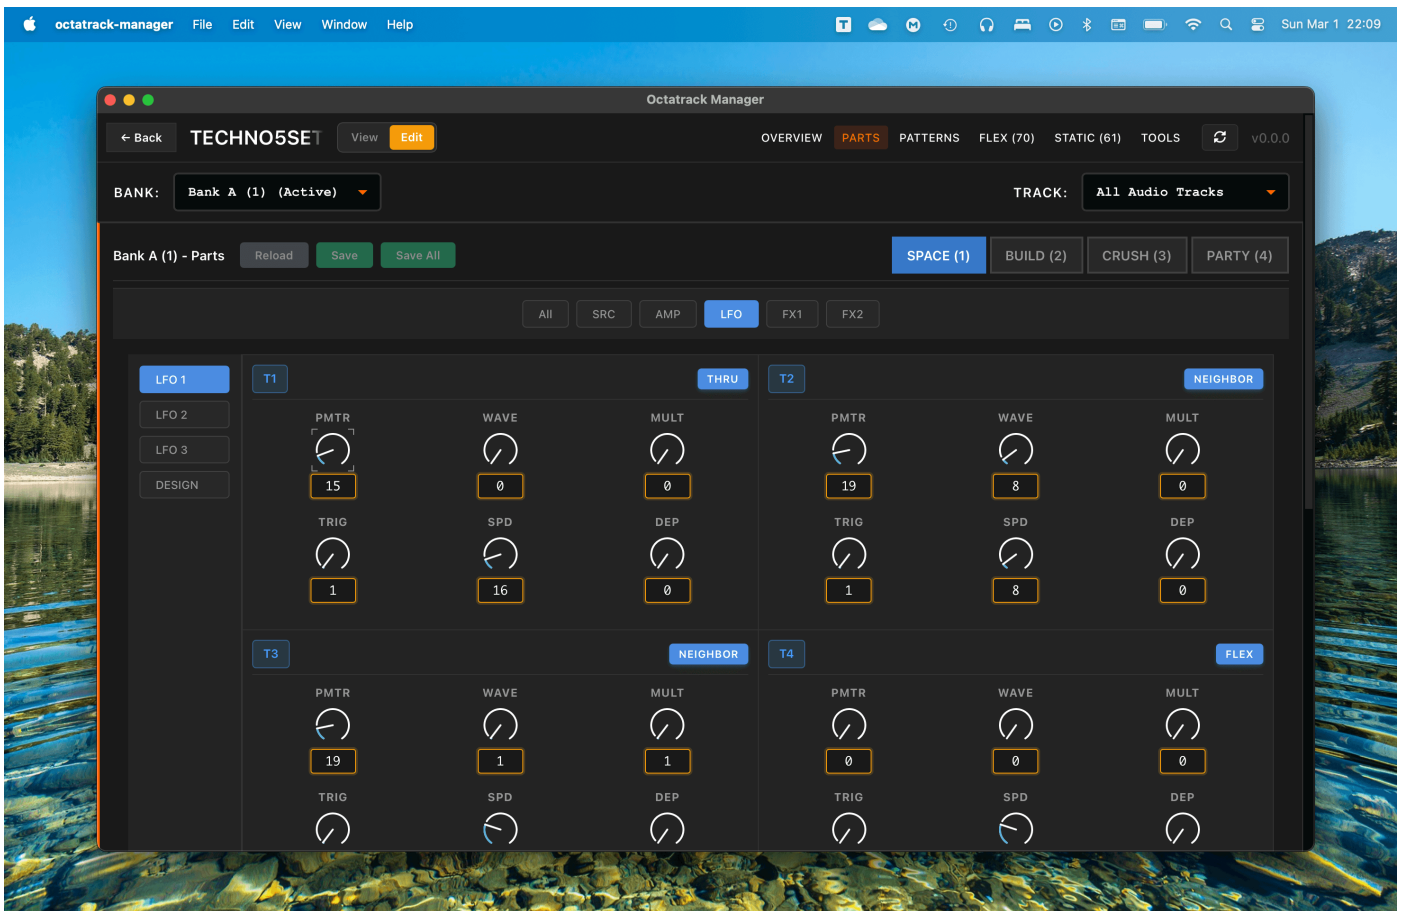 octatrack-manager File Edit View Window Help Sun Mar 1 22:09
Octatrack Manager
← Back TECHNO5SET View Edit OVERVIEW PARTS PATTERNS FLEX (70) STATIC (61) TOOLS v0.0.0
BANK: Bank A (1) (Active) TRACK: All Audio Tracks
Bank A (1) - Parts Reload Save Save All SPACE (1) BUILD (2) CRUSH (3) PARTY (4)
All SRC AMP LFO FX1 FX2
LFO 1
LFO 2
LFO 3
DESIGN
T1 THRU
PMTR WAVE MULT
15 0 0
TRIG SPD DEP
1 16 0
T2 NEIGHBOR
PMTR WAVE MULT
19 8 0
TRIG SPD DEP
1 8 0
T3 NEIGHBOR
PMTR WAVE MULT
19 1 1
TRIG SPD DEP
T4 FLEX
PMTR WAVE MULT
0 0 0
TRIG SPD DEP